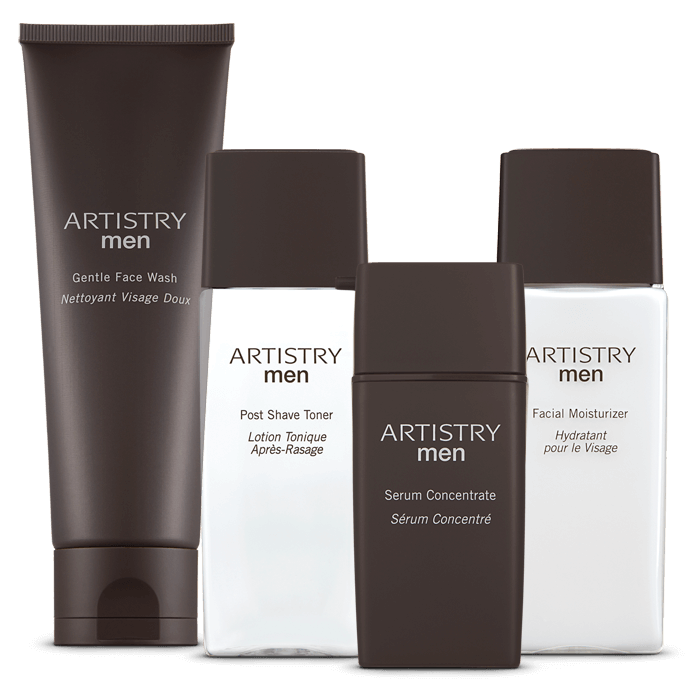 ARTISTRY
men
Gentle Face Wash
Nettoyant Visage Doux
ARTISTRY
men
Post Shave Toner
Lotion Tonique
Après-Rasage
ARTISTRY
men
Serum Concentrate
Sérum Concentré
ARTISTRY
men
Facial Moisturizer
Hydratant
pour le Visage